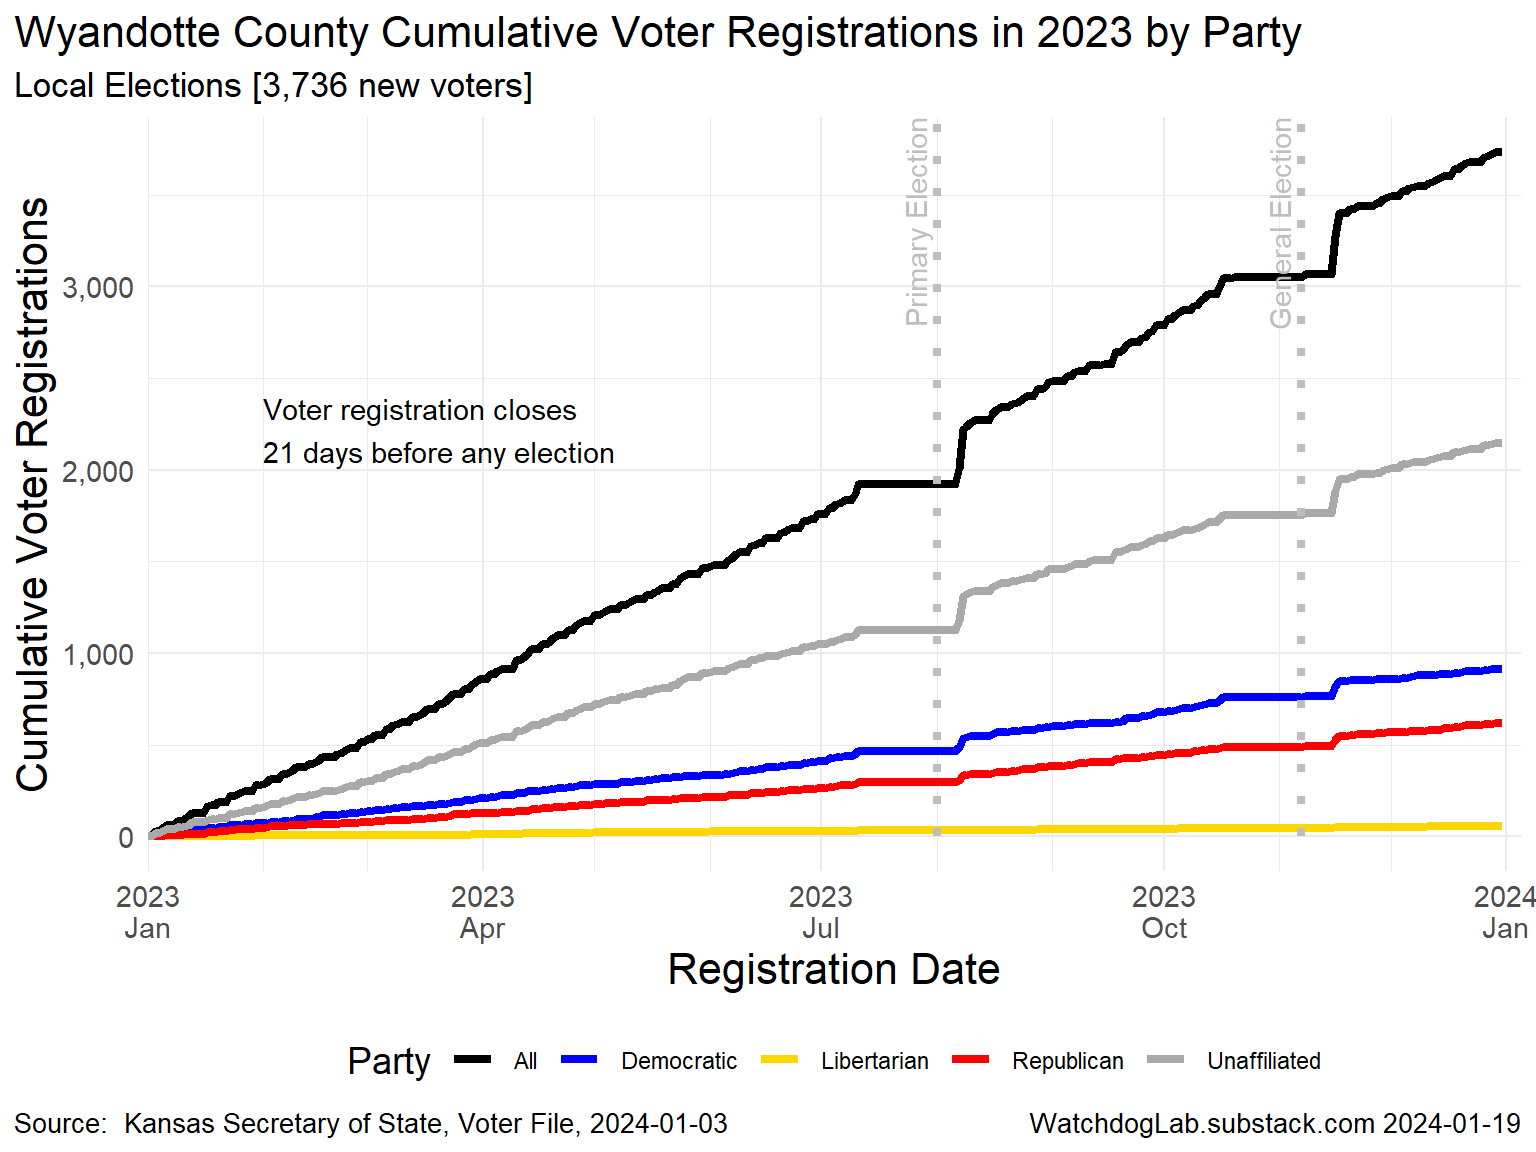 Wyandotte County Cumulative Voter Registrations in 2023 by Party
Local Elections [3,736 new voters]
Cumulative Voter Registrations
3,000
2,000
1,000
0
Primary Election
General Election
Voter registration closes
21 days before any election
2023
Jan
2023
Apr
2023
Jul
2023
Oct
2024
Jan
Registration Date
Party All Democratic Libertarian Republican Unaffiliated
Source:  Kansas Secretary of State, Voter File, 2024-01-03
WatchdogLab.substack.com 2024-01-19